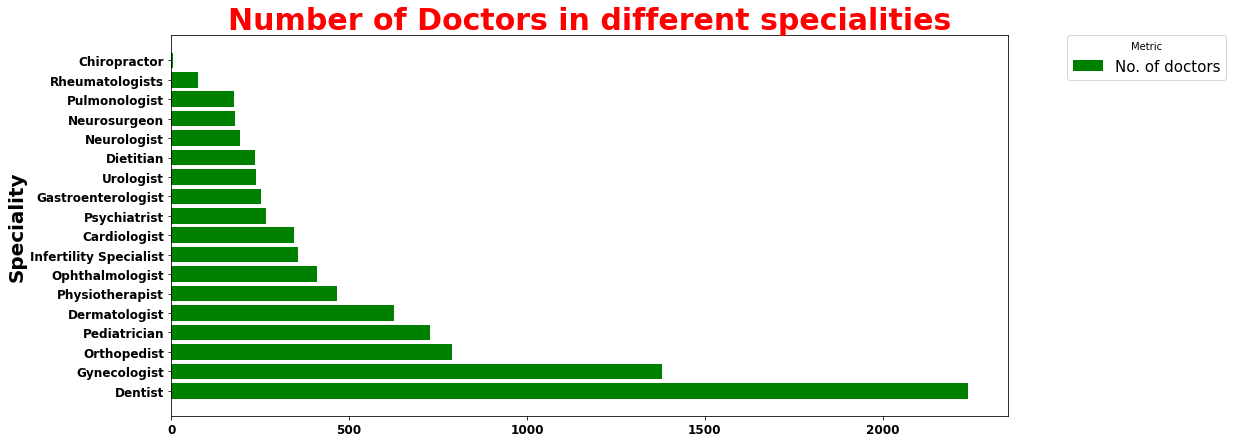 Number of Doctors in different specialities
Metric
No. of doctors
Speciality
Chiropractor
Rheumatologists
Pulmonologist
Neurosurgeon
Neurologist
Dietitian
Urologist
Gastroenterologist
Psychiatrist
Cardiologist
Infertility Specialist
Ophthalmologist
Physiotherapist
Dermatologist
Pediatrician
Orthopedist
Gynecologist
Dentist
0 500 1000 1500 2000